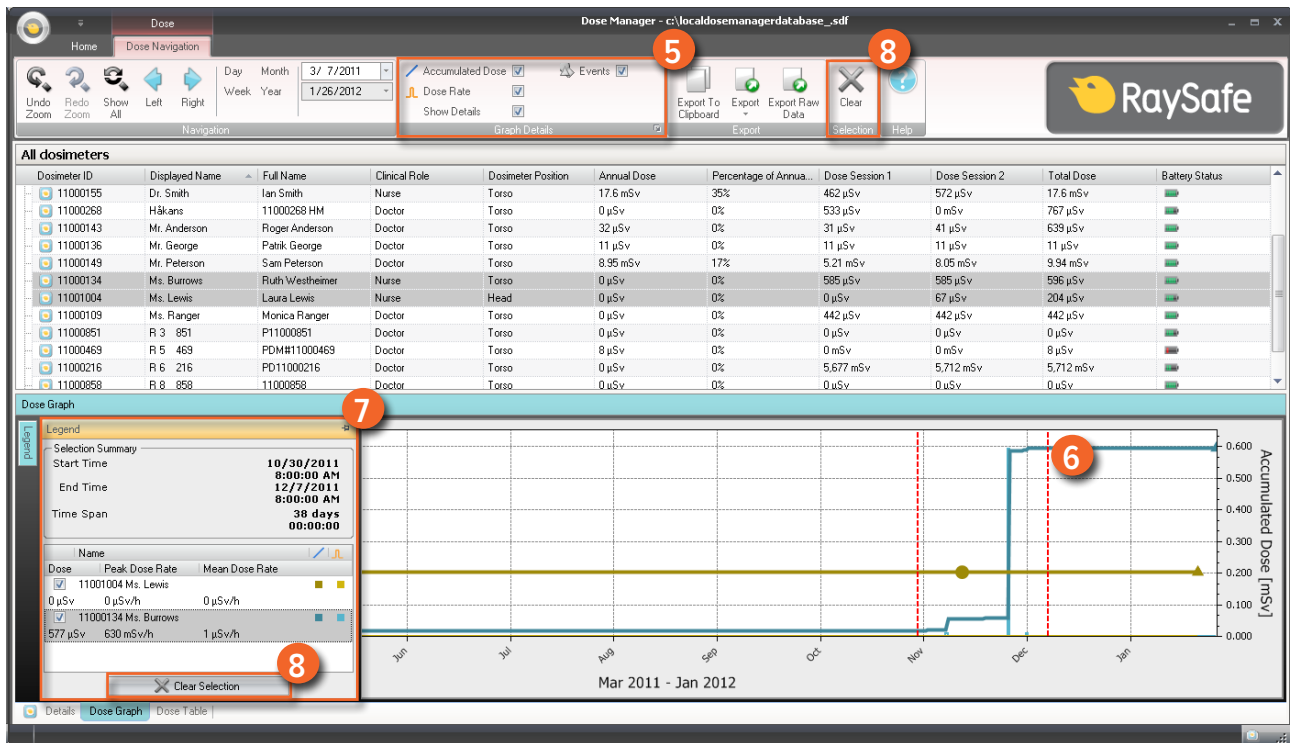 Dose
Dose Manager - c:\localdosemanagerdatabase_.sdf
Home Dose Navigation
5
8
Undo Zoom
Redo Zoom
Show All
Left
Right
Day Month
Week Year
3/ 7/2011
1/26/2012
Navigation
Accumulated Dose
Events
Dose Rate
Show Details
Graph Details
Export To Clipboard
Export
Export Raw Data
Export
Clear
Selection
Help
RaySafe
All dosimeters
Dosimeter ID Displayed Name Full Name Clinical Role Dosimeter Position Annual Dose Percentage of Annua... Dose Session 1 Dose Session 2 Total Dose Battery Status
11000155 Dr. Smith Ian Smith Nurse Torso 17.6 mSv 35% 462 µSv 572 µSv 17.6 mSv
11000268 Håkans 11000268 HM Doctor Torso 0 µSv 0% 533 µSv 0 mSv 767 µSv
11000143 Mr. Anderson Roger Anderson Doctor Torso 32 µSv 0% 31 µSv 41 µSv 639 µSv
11000136 Mr. George Patrik George Doctor Torso 11 µSv 0% 11 µSv 11 µSv 11 µSv
11000149 Mr. Peterson Sam Peterson Doctor Torso 8.95 mSv 17% 5.21 mSv 8.05 mSv 9.94 mSv
11000134 Ms. Burrows Ruth Westheimer Nurse Torso 0 µSv 0% 585 µSv 585 µSv 596 µSv
11001004 Ms. Lewis Laura Lewis Nurse Head 0 µSv 0% 0 µSv 67 µSv 204 µSv
11000109 Ms. Ranger Monica Ranger Doctor Torso 0 µSv 0% 442 µSv 442 µSv 442 µSv
11000851 R 3 851 P11000851 Doctor Torso 0 µSv 0% 0 µSv 0 µSv 0 µSv
11000469 R 5 469 PDM#11000469 Doctor Torso 8 µSv 0% 0 mSv 0 mSv 8 µSv
11000216 R 6 216 PD11000216 Doctor Torso 0 µSv 0% 5,677 mSv 5,712 mSv 5,712 mSv
11000858 R 8 858 11000858 Doctor Torso 0 µSv 0% 0 µSv 0 µSv 0 µSv
Dose Graph
7
Legend
Legend
Selection Summary
Start Time 10/30/2011
8:00:00 AM
End Time 12/7/2011
8:00:00 AM
Time Span 38 days
00:00:00
Name
Dose Peak Dose Rate Mean Dose Rate
11001004 Ms. Lewis
0 µSv 0 µSv/h 0 µSv/h
11000134 Ms. Burrows
577 µSv 630 mSv/h 1 µSv/h
8
Clear Selection
6
0.600
0.500
0.400
0.300
0.200
0.100
0.000
Accumulated Dose [mSv]
Jun Jul Aug Sep Oct Nov Dec Jan
Mar 2011 - Jan 2012
Details Dose Graph Dose Table